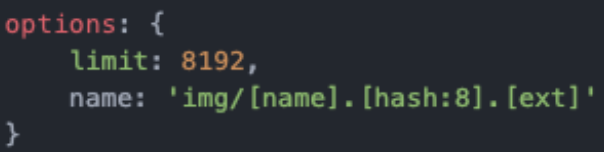 options: {
    limit: 8192,
    name: 'img/[name].[hash:8].[ext]'
}